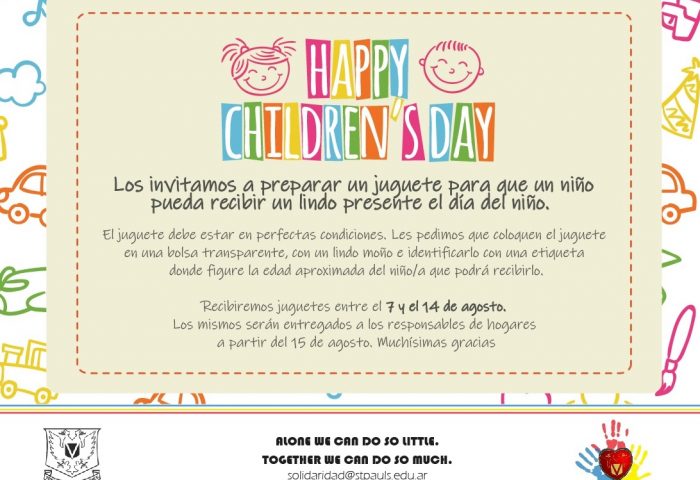 HAPPY
CHILDREN'S DAY
Los invitamos a preparar un juguete para que un niño
pueda recibir un lindo presente el día del niño.
El juguete debe estar en perfectas condiciones. Les pedimos que coloquen el juguete
en una bolsa transparente, con un lindo moño e identificarlo con una etiqueta
donde figure la edad aproximada del niño/a que podrá recibirlo.
Recibiremos juguetes entre el 7 y el 14 de agosto.
Los mismos serán entregados a los responsables de hogares
a partir del 15 de agosto. Muchísimas gracias
ALONE WE CAN DO SO LITTLE.
TOGETHER WE CAN DO SO MUCH.
solidaridad@stpauls.edu.ar